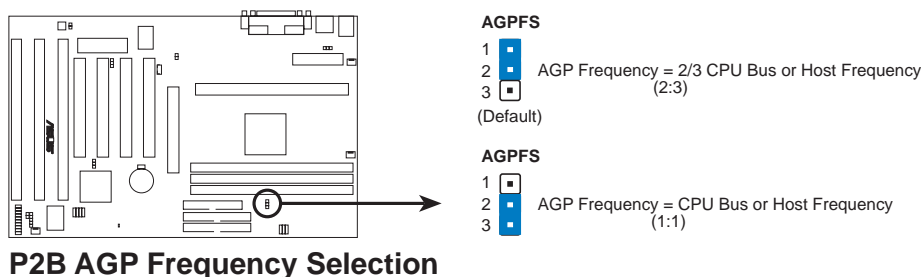 AGPFS
1
2
3
AGP Frequency = 2/3 CPU Bus or Host Frequency
(2:3)
(Default)
AGPFS
1
2
3
AGP Frequency = CPU Bus or Host Frequency
(1:1)
ASUS
P2B AGP Frequency Selection